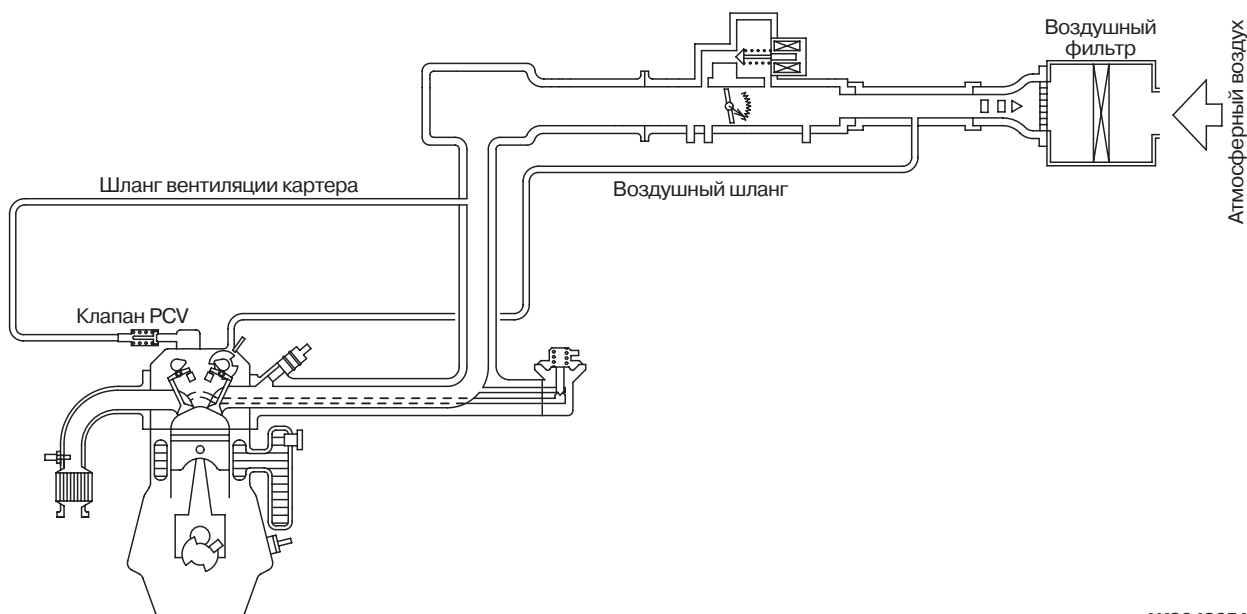 Воздушный
фильтр
Атмосферный воздух
Шланг вентиляции картера
Воздушный шланг
Клапан PCV